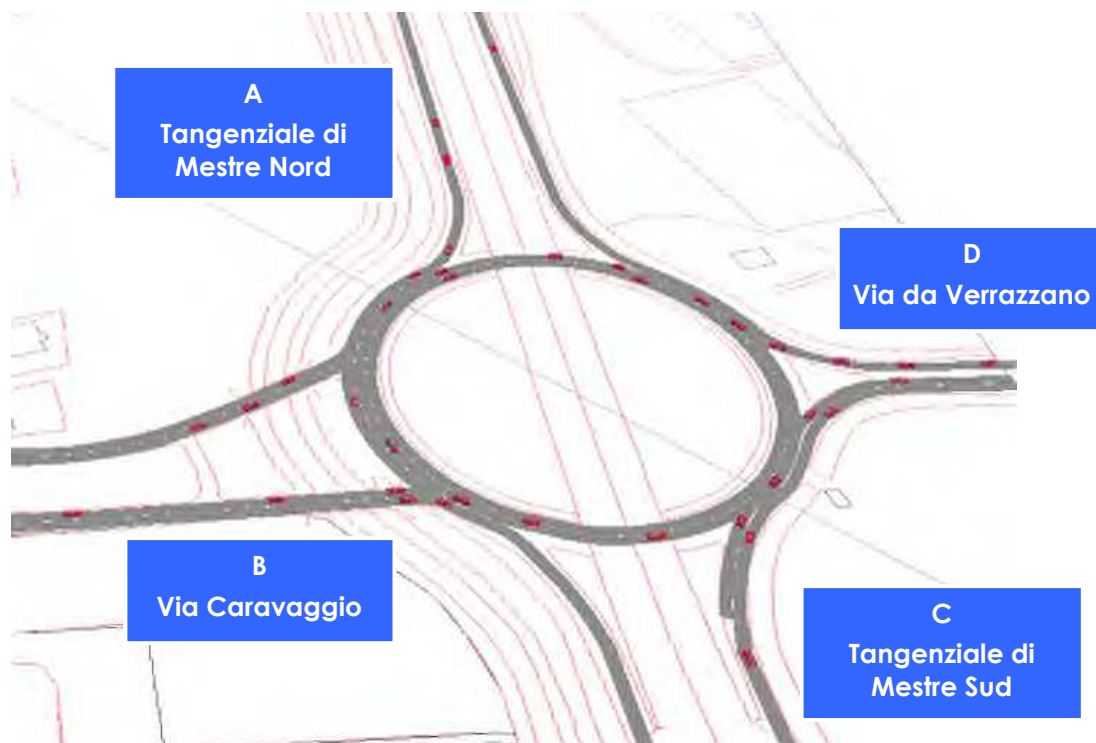 A
Tangenziale di
Mestre Nord
D
Via da Verrazzano
B
Via Caravaggio
C
Tangenziale di
Mestre Sud